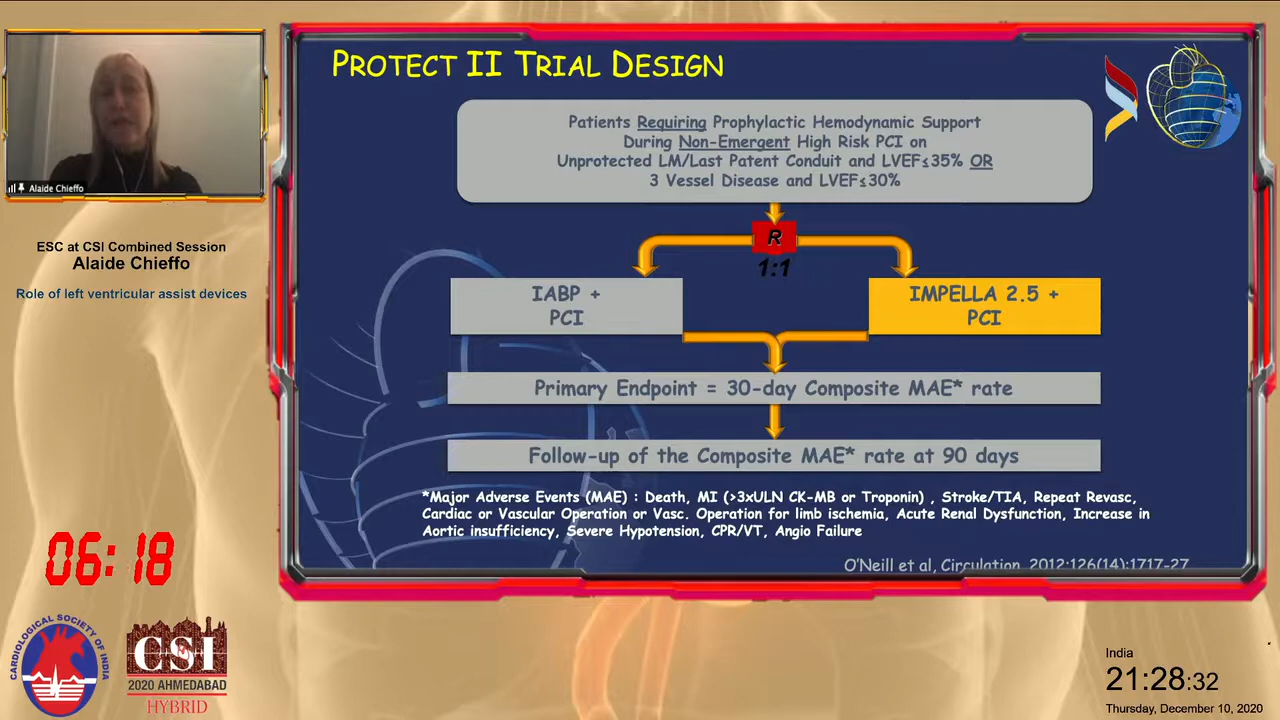 Alaide Chieffo
ESC at CSI Combined Session
Alaide Chieffo
Role of left ventricular assist devices
06:18
CARDIOLOGICAL SOCIETY OF INDIA
CSI
2020 AHMEDABAD
HYBRID
PROTECT II TRIAL DESIGN
Patients Requiring Prophylactic Hemodynamic Support
During Non-Emergent High Risk PCI on
Unprotected LM/Last Patent Conduit and LVEF≤35% OR
3 Vessel Disease and LVEF≤30%
R
1:1
IABP +
PCI
IMPELLA 2.5 +
PCI
Primary Endpoint = 30-day Composite MAE* rate
Follow-up of the Composite MAE* rate at 90 days
*Major Adverse Events (MAE) : Death, MI (>3xULN CK-MB or Troponin) , Stroke/TIA, Repeat Revasc,
Cardiac or Vascular Operation or Vasc. Operation for limb ischemia, Acute Renal Dysfunction, Increase in
Aortic insufficiency, Severe Hypotension, CPR/VT, Angio Failure
O'Neill et al, Circulation. 2012;126(14):1717-27
India
21:28:32
Thursday, December 10, 2020